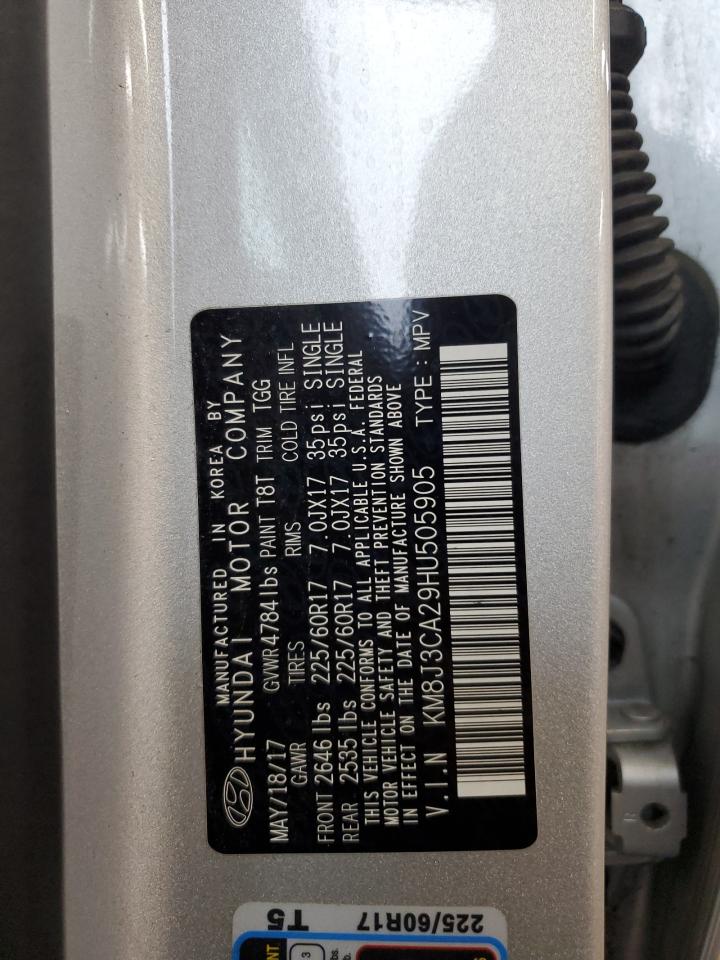 MANUFACTURED IN KOREA BY
HYUNDAI MOTOR COMPANY
MAY/18/17 GVWR 4784 lbs PAINT T8T TRIM TGG
GAWR TIRES RIMS COLD TIRE INFL
FRONT 2646 lbs 225/60R17 7.0JX17 35psi SINGLE
REAR 2535 lbs 225/60R17 7.0JX17 35psi SINGLE
THIS VEHICLE CONFORMS TO ALL APPLICABLE U.S.A. FEDERAL
MOTOR VEHICLE SAFETY AND THEFT PREVENTION STANDARDS
IN EFFECT ON THE DATE OF MANUFACTURE SHOWN ABOVE
V.I.N KM8J3CA29HU505905 TYPE : MPV
T5
225/60R17
3